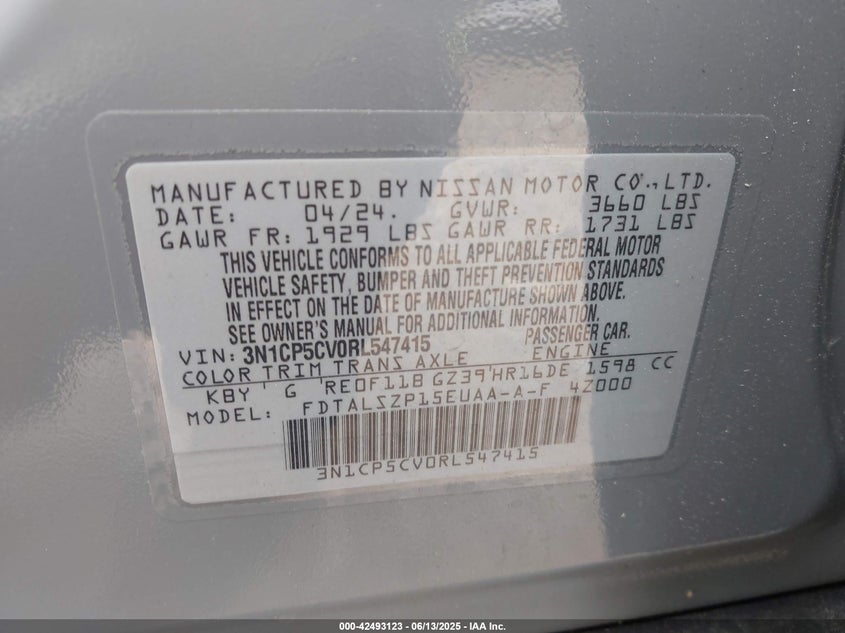 MANUFACTURED BY NISSAN MOTOR CO., LTD.
DATE: 04/24. GVWR: 3660 LBS
GAWR FR: 1929 LBS GAWR RR: 1731 LBS
THIS VEHICLE CONFORMS TO ALL APPLICABLE FEDERAL MOTOR
VEHICLE SAFETY, BUMPER AND THEFT PREVENTION STANDARDS
IN EFFECT ON THE DATE OF MANUFACTURE SHOWN ABOVE.
SEE OWNER'S MANUAL FOR ADDITIONAL INFORMATION.
VIN: 3N1CP5CV0RL547415 PASSENGER CAR.
COLOR TRIM TRANS AXLE ENGINE
KBY G RE0F11B GZ39 HR16DE 1598 CC
MODEL: FDTALSZP15EUAA-A-F 4Z000
3N1CP5CV0RL547415
000-42493123 - 06/13/2025 - IAA Inc.